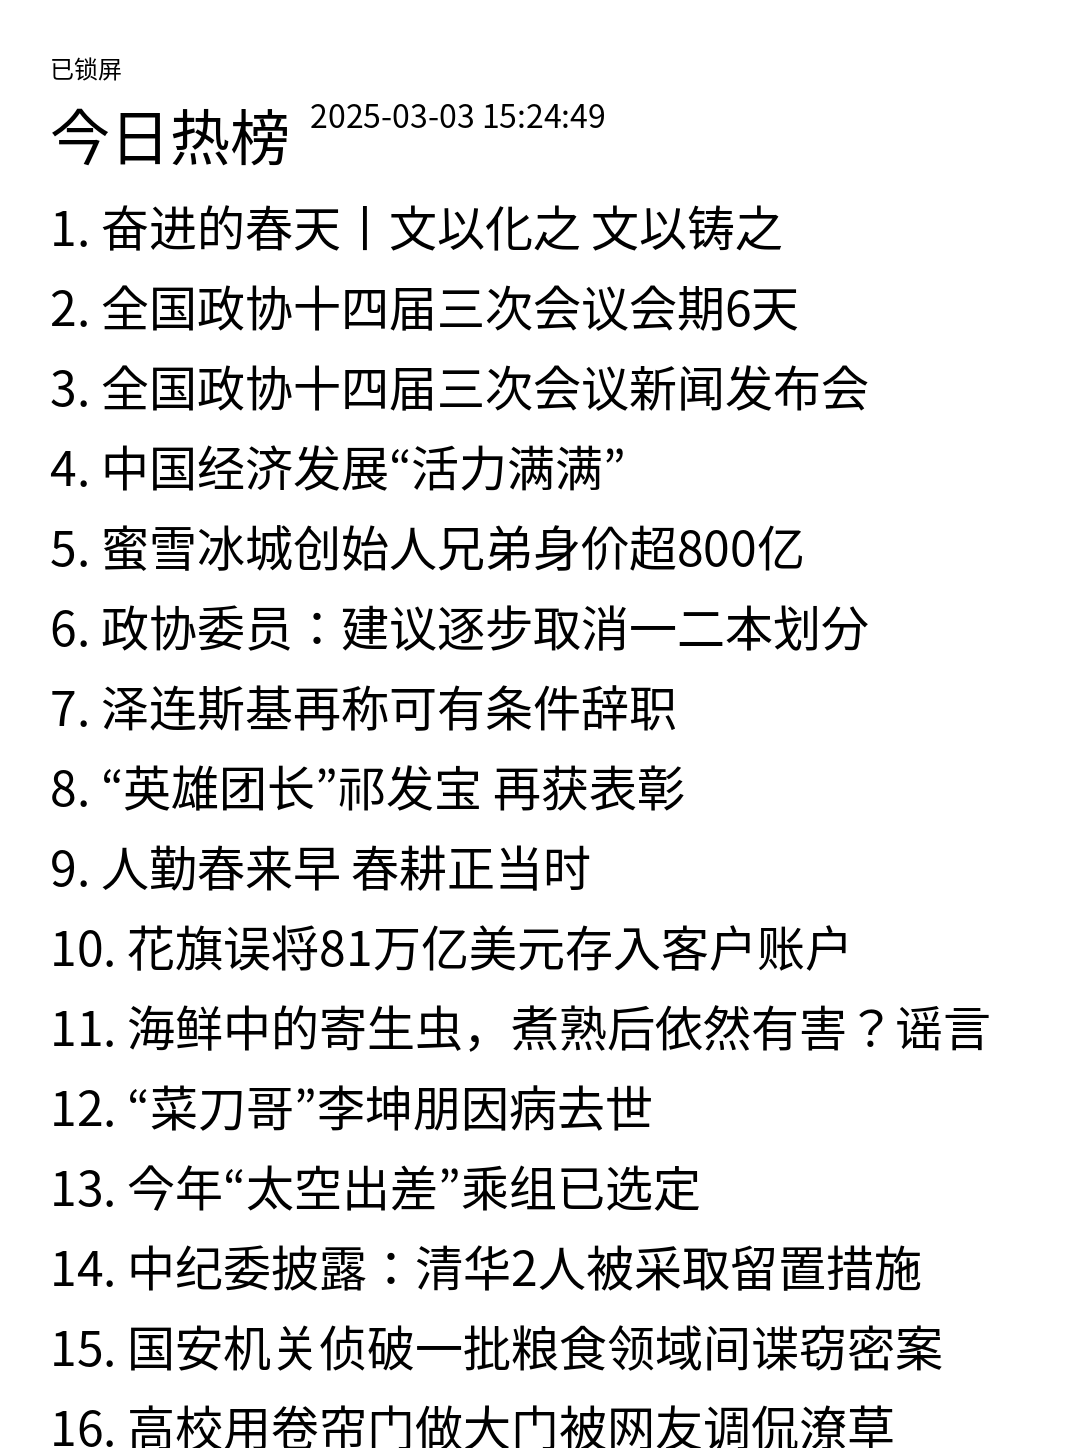 已锁屏
今日热榜 2025-03-03 15:24:49
1. 奋进的春天丨文以化之 文以铸之
2. 全国政协十四届三次会议会期6天
3. 全国政协十四届三次会议新闻发布会
4. 中国经济发展“活力满满”
5. 蜜雪冰城创始人兄弟身价超800亿
6. 政协委员：建议逐步取消一二本划分
7. 泽连斯基再称可有条件辞职
8. “英雄团长”祁发宝 再获表彰
9. 人勤春来早 春耕正当时
10. 花旗误将81万亿美元存入客户账户
11. 海鲜中的寄生虫，煮熟后依然有害？谣言
12. “菜刀哥”李坤朋因病去世
13. 今年“太空出差”乘组已选定
14. 中纪委披露：清华2人被采取留置措施
15. 国安机关侦破一批粮食领域间谍窃密案
16. 高校用卷帘门做大门被网友调侃潦草